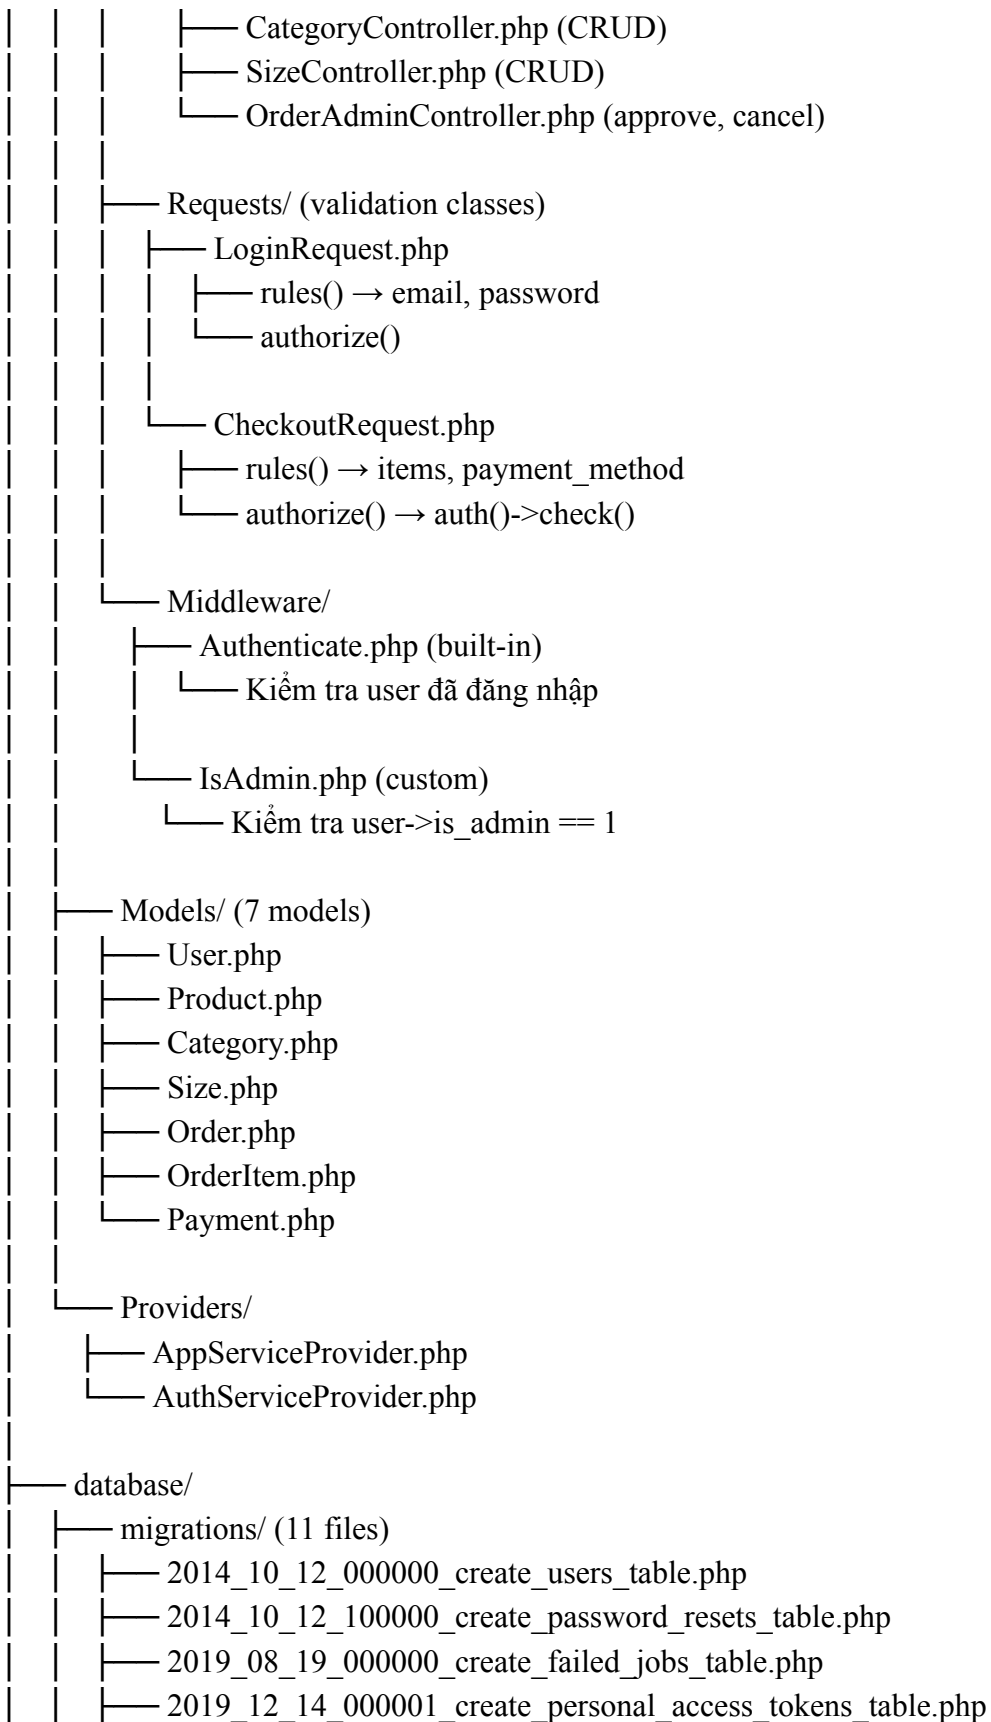 │ │ │ ├── CategoryController.php (CRUD)
│ │ │ ├── SizeController.php (CRUD)
│ │ │ └── OrderAdminController.php (approve, cancel)
│ │ │
│ │ ├── Requests/ (validation classes)
│ │ │ ├── LoginRequest.php
│ │ │ │ ├── rules() → email, password
│ │ │ │ └── authorize()
│ │ │ │
│ │ │ └── CheckoutRequest.php
│ │ │ ├── rules() → items, payment_method
│ │ │ └── authorize() → auth()->check()
│ │ │
│ │ └── Middleware/
│ │ ├── Authenticate.php (built-in)
│ │ │ └── Kiểm tra user đã đăng nhập
│ │ │
│ │ └── IsAdmin.php (custom)
│ │ └── Kiểm tra user->is_admin == 1
│ │
│ ├── Models/ (7 models)
│ │ ├── User.php
│ │ ├── Product.php
│ │ ├── Category.php
│ │ ├── Size.php
│ │ ├── Order.php
│ │ ├── OrderItem.php
│ │ └── Payment.php
│ │
│ └── Providers/
│ ├── AppServiceProvider.php
│ └── AuthServiceProvider.php
│
├── database/
│ ├── migrations/ (11 files)
│ │ ├── 2014_10_12_000000_create_users_table.php
│ │ ├── 2014_10_12_100000_create_password_resets_table.php
│ │ ├── 2019_08_19_000000_create_failed_jobs_table.php
│ │ ├── 2019_12_14_000001_create_personal_access_tokens_table.php